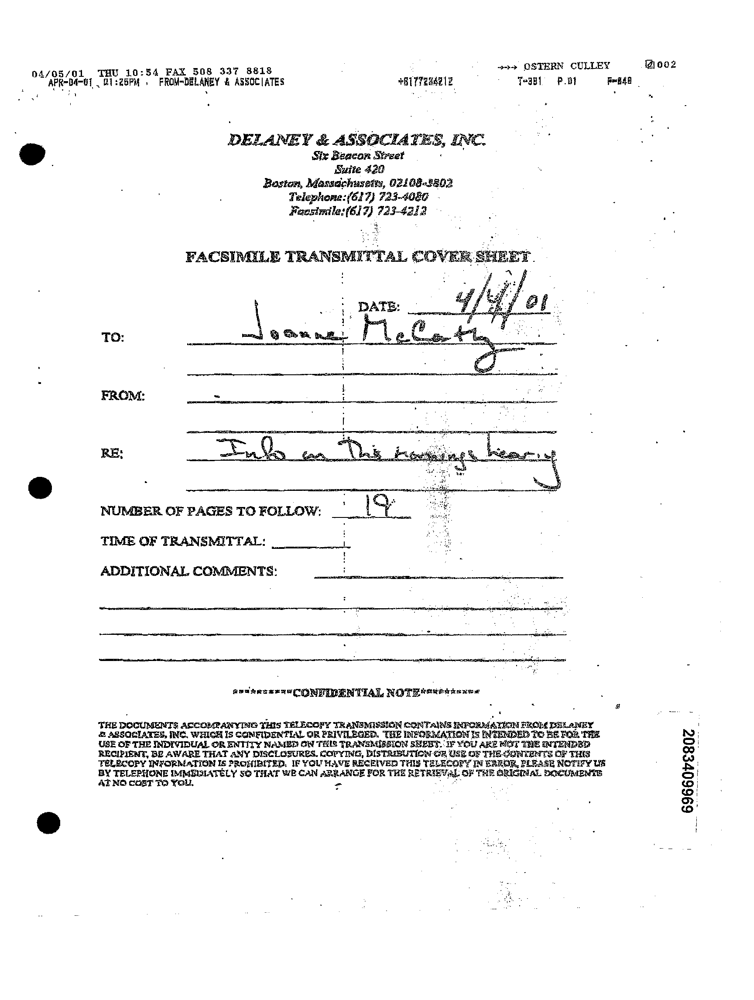 04/05/01 THU 10:54 FAX 508 337 8818 →→→ OSTERN CULLEY 002
APR-04-01 01:26PM FROM-DELANEY & ASSOCIATES +6177234212 T-381 P.01 F-848
DELANEY & ASSOCIATES, INC.
Six Beacon Street
Suite 420
Boston, Massachusetts, 02108-3802
Telephone:(617) 723-4080
Facsimile:(617) 723-4212
FACSIMILE TRANSMITTAL COVER SHEET
DATE: 4/4/01
TO: Joanne McCathy
FROM:
RE: Info on This mornings hearing
NUMBER OF PAGES TO FOLLOW: 19
TIME OF TRANSMITTAL:
ADDITIONAL COMMENTS:
**********CONFIDENTIAL NOTE**********
THE DOCUMENTS ACCOMPANYING THIS TELECOPY TRANSMISSION CONTAINS INFORMATION FROM DELANEY
& ASSOCIATES, INC. WHICH IS CONFIDENTIAL OR PRIVILEGED. THE INFORMATION IS INTENDED TO BE FOR THE
USE OF THE INDIVIDUAL OR ENTITY NAMED ON THIS TRANSMISSION SHEET. IF YOU ARE NOT THE INTENDED
RECIPIENT, BE AWARE THAT ANY DISCLOSURES, COPYING, DISTRIBUTION OR USE OF THE CONTENTS OF THIS
TELECOPY INFORMATION IS PROHIBITED. IF YOU HAVE RECEIVED THIS TELECOPY IN ERROR, PLEASE NOTIFY US
BY TELEPHONE IMMEDIATELY SO THAT WE CAN ARRANGE FOR THE RETRIEVAL OF THE ORIGINAL DOCUMENTS
AT NO COST TO YOU.
2083409969